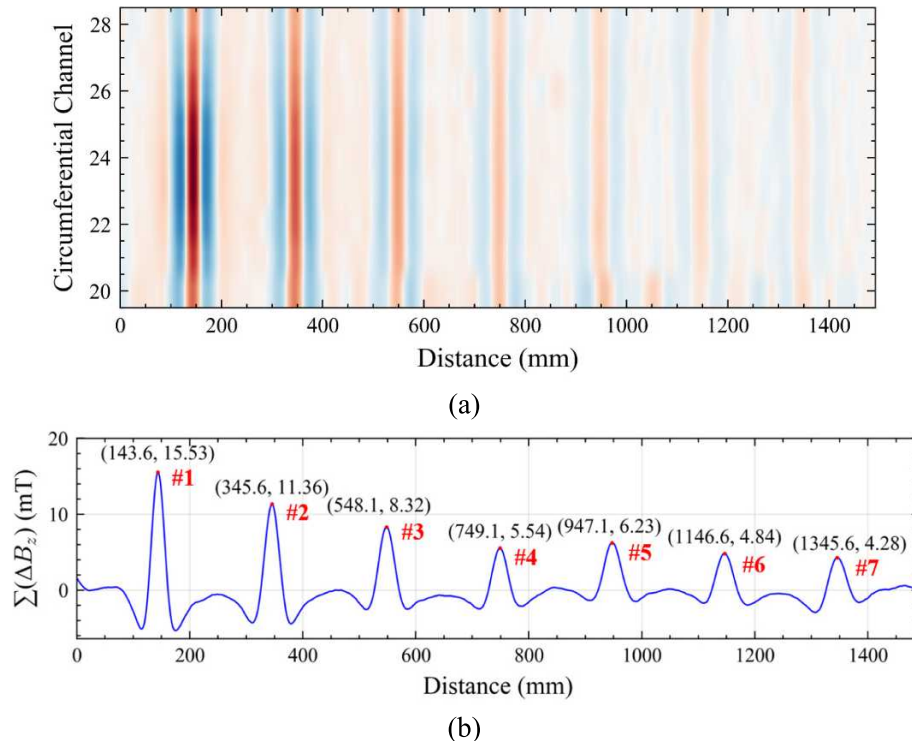 28
26
24
22
20
Circumferential Channel
0 200 400 600 800 1000 1200 1400
Distance (mm)
(a)
20
10
0
∑(ΔB_z) (mT)
(143.6, 15.53)
#1
(345.6, 11.36)
#2
(548.1, 8.32)
#3
(749.1, 5.54)
#4
(947.1, 6.23)
#5
(1146.6, 4.84)
#6
(1345.6, 4.28)
#7
0 200 400 600 800 1000 1200 1400
Distance (mm)
(b)